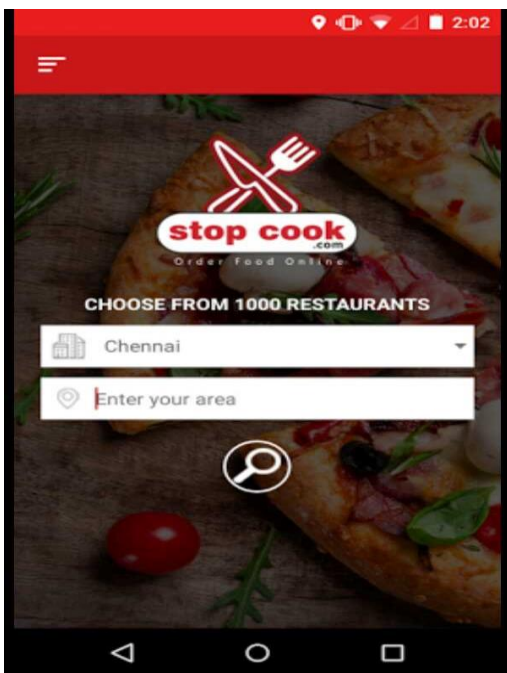 2:02
stop cook
.com
Order Food Online
CHOOSE FROM 1000 RESTAURANTS
Chennai
Enter your area